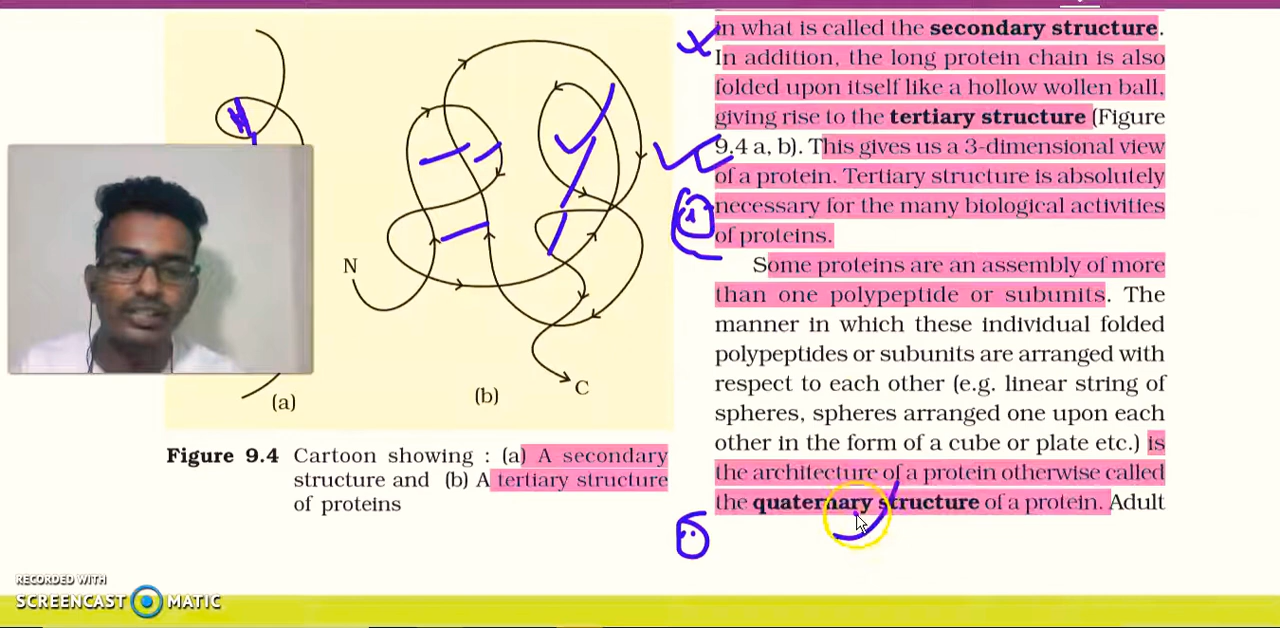 in what is called the secondary structure.
In addition, the long protein chain is also
folded upon itself like a hollow wollen ball,
giving rise to the tertiary structure (Figure
9.4 a, b). This gives us a 3-dimensional view
of a protein. Tertiary structure is absolutely
necessary for the many biological activities
of proteins.
Some proteins are an assembly of more
than one polypeptide or subunits. The
manner in which these individual folded
polypeptides or subunits are arranged with
respect to each other (e.g. linear string of
spheres, spheres arranged one upon each
other in the form of a cube or plate etc.) is
the architecture of a protein otherwise called
the quaternary structure of a protein. Adult
N
C
(a)
(b)
Figure 9.4 Cartoon showing : (a) A secondary
structure and (b) A tertiary structure
of proteins
RECORDED WITH
SCREENCAST MATIC